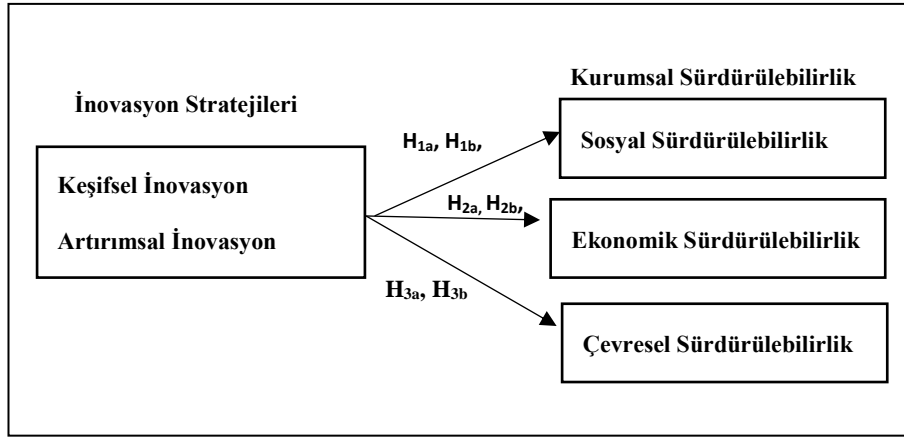 İnovasyon Stratejileri
Keşifsel İnovasyon
Artırımsal İnovasyon
H1a, H1b,
H2a, H2b,
H3a, H3b
Kurumsal Sürdürülebilirlik
Sosyal Sürdürülebilirlik
Ekonomik Sürdürülebilirlik
Çevresel Sürdürülebilirlik